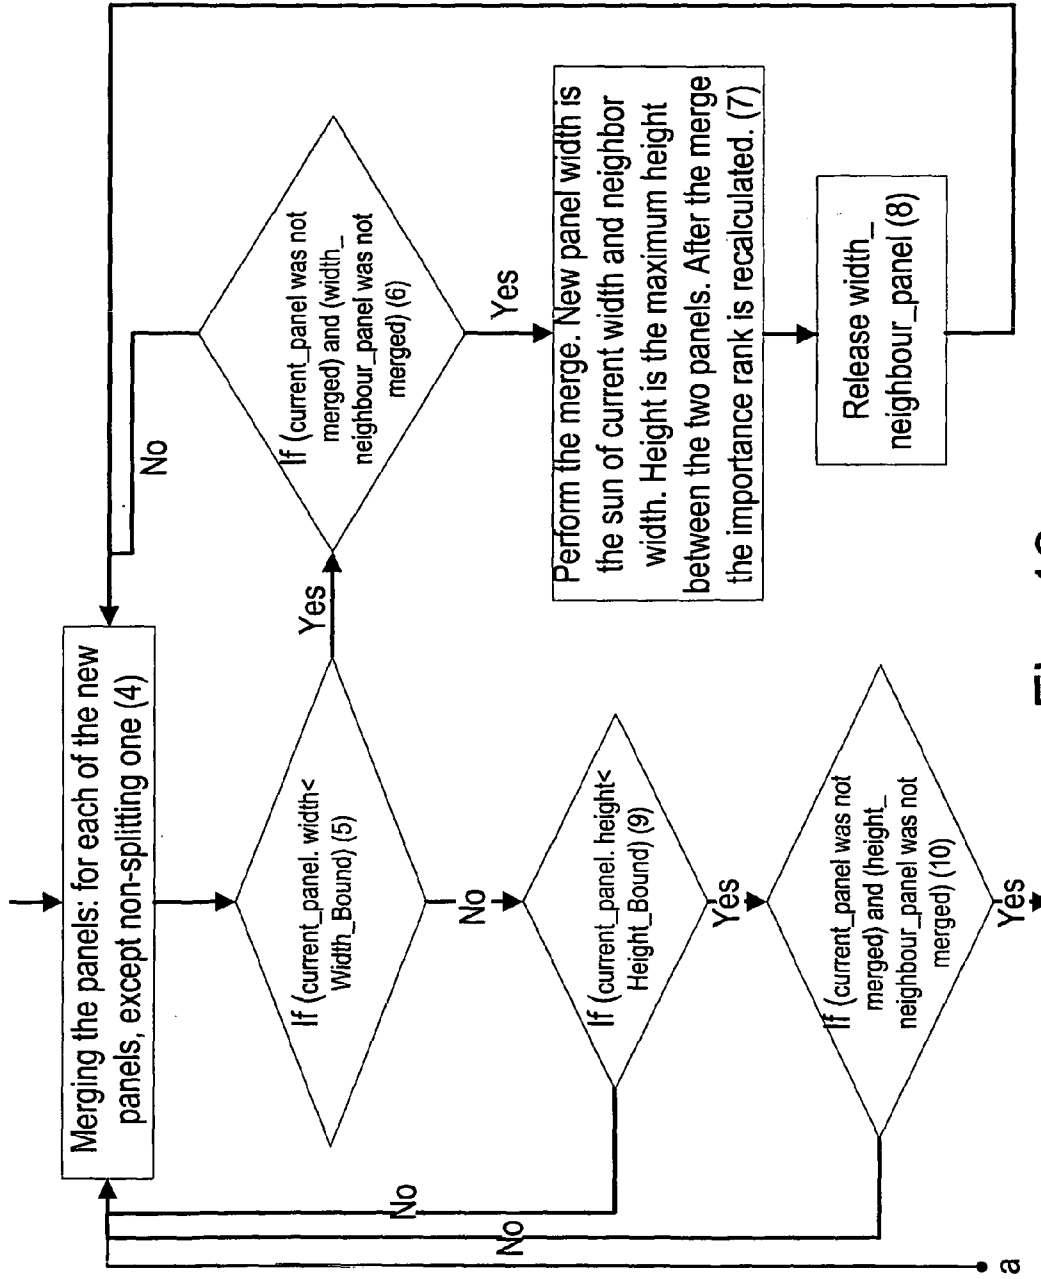 Merging the panels: for each of the new
panels, except non-splitting one (4)
If (current_panel. width<
Width_Bound) (5)
Yes
No
If (current_panel was not
merged) and (width_
neighbour_panel was not
merged) (6)
No
Yes
Perform the merge. New panel width is
the sun of current width and neighbor
width. Height is the maximum height
between the two panels. After the merge
the importance rank is recalculated. (7)
Release width_
neighbour_panel (8)
If (current_panel. height<
Height_Bound) (9)
No
Yes
If (current_panel was not
merged) and (height_
neighbour_panel was not
merged) (10)
No
Yes
a